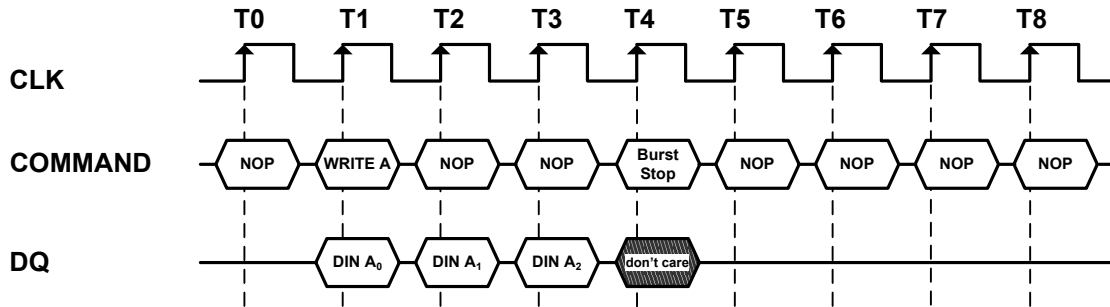 T0 T1 T2 T3 T4 T5 T6 T7 T8
CLK
COMMAND NOP WRITE A NOP NOP Burst Stop NOP NOP NOP NOP
DQ DIN A₀ DIN A₁ DIN A₂ don't care